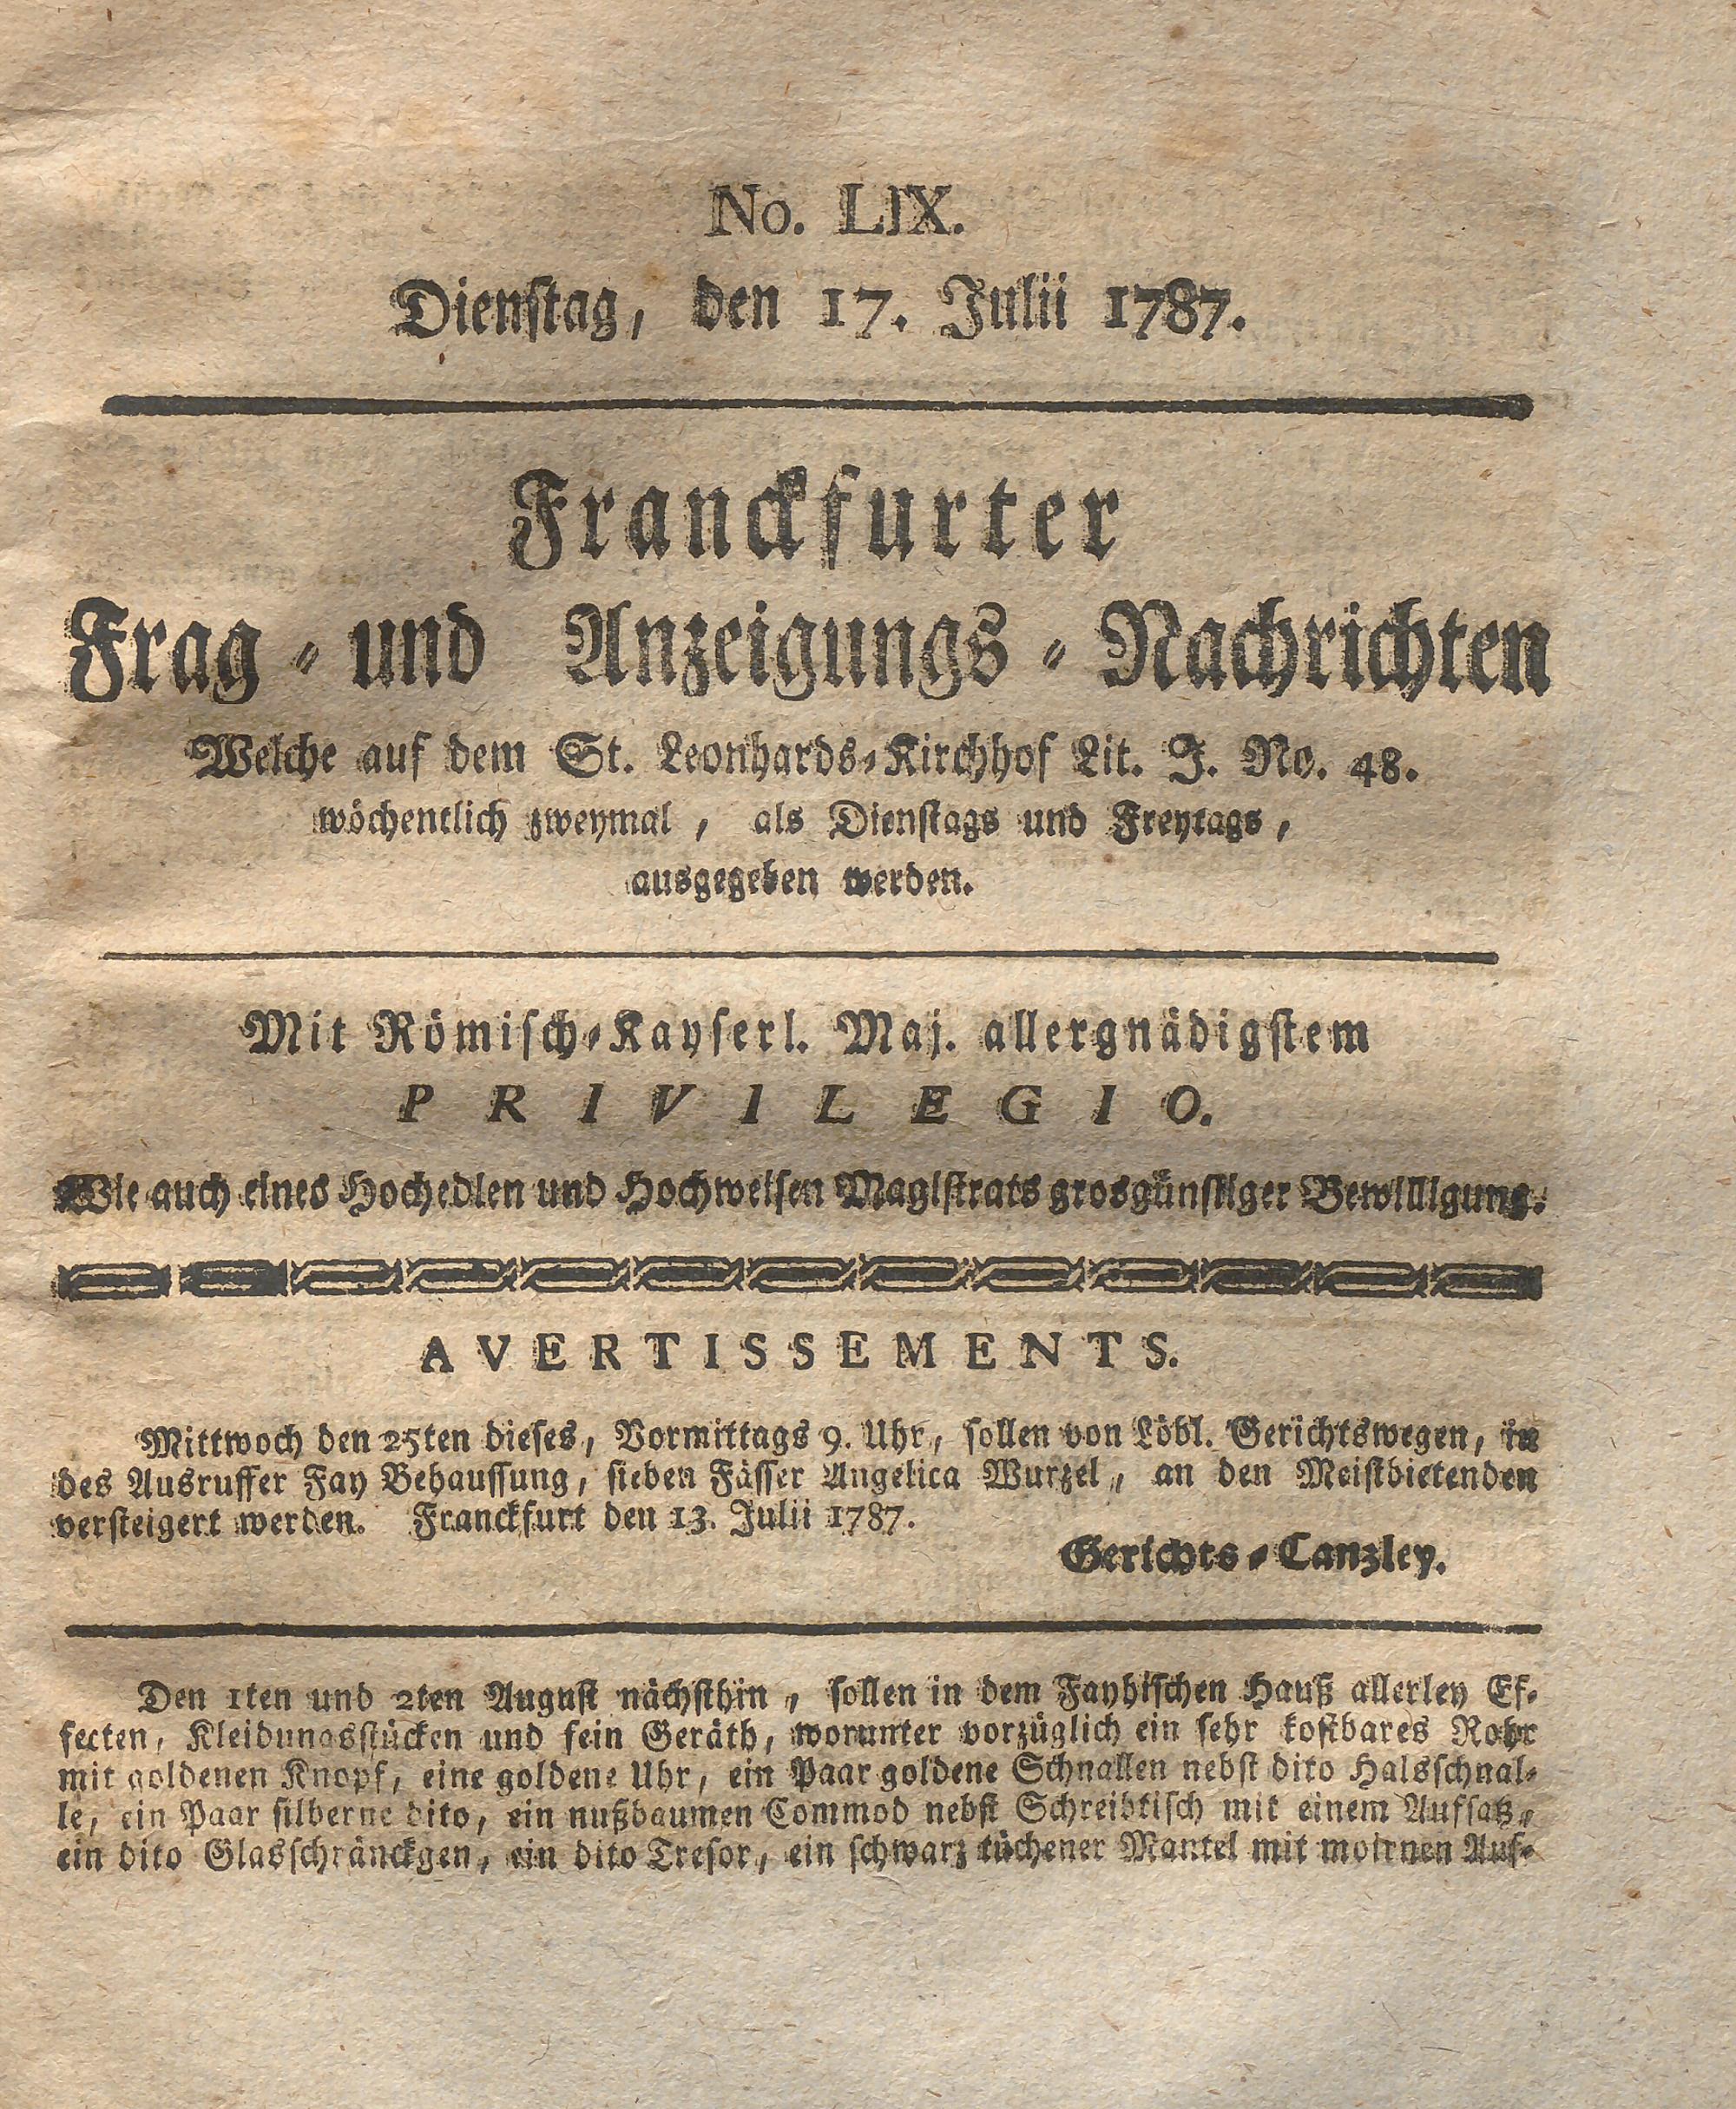 No. LIX.
Dienstag, den 17. Julii 1787.
Franckfurter
Frag- und Anzeigungs-Nachrichten
Welche auf dem St. Leonhards-Kirchhof Lit. J. No. 48.
wöchentlich zweymal, als Dienstags und Freytags,
ausgegeben werden.
Mit Römisch-Kayserl. Maj. allergnädigstem
PRIVILEGIO.
Wie auch eines Hochedlen und Hochweisen Magistrats grosgünstiger Bewilligung.
AVERTISSEMENTS.
Mittwoch den 25ten dieses, Vormittags 9. Uhr, sollen von Löbl. Gerichtswegen, in
des Ausruffer Fay Behaussung, sieben Fässer Angelica Wurzel, an den Meistbietenden
versteigert werden. Franckfurt den 13. Julii 1787.
Gerichts-Canzley.
Den 1ten und 2ten August nächsthin, sollen in dem Fayhischen Hauß allerley Ef-
fecten, Kleidungsstücken und fein Geräth, worunter vorzüglich ein sehr kostbares Rohr
mit goldenen Knopf, eine goldene Uhr, ein Paar goldene Schnallen nebst dito Halsschnal-
le, ein Paar silberne dito, ein nußbaumen Commod nebst Schreibtisch mit einem Aufsatz,
ein dito Glasschränckgen, ein dito Tresor, ein schwarz tüchener Mantel mit moirnen Auf-